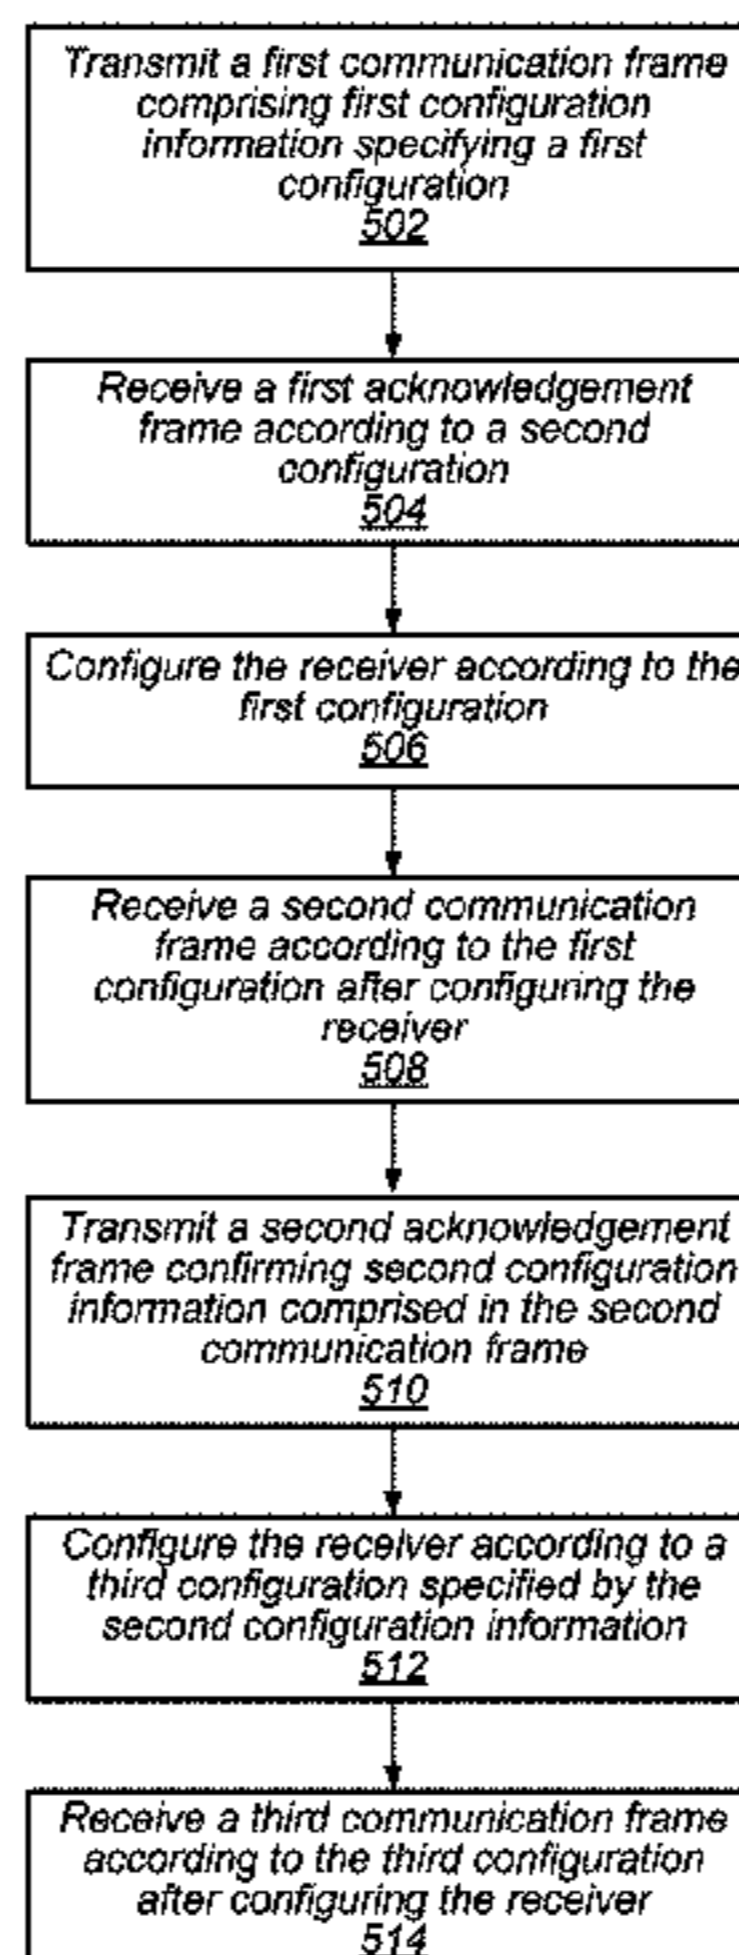 Transmit a first communication frame
comprising first configuration
information specifying a first
configuration
502
Receive a first acknowledgement
frame according to a second
configuration
504
Configure the receiver according to the
first configuration
506
Receive a second communication
frame according to the first
configuration after configuring the
receiver
508
Transmit a second acknowledgement
frame confirming second configuration
information comprised in the second
communication frame
510
Configure the receiver according to a
third configuration specified by the
second configuration information
512
Receive a third communication frame
according to the third configuration
after configuring the receiver
514